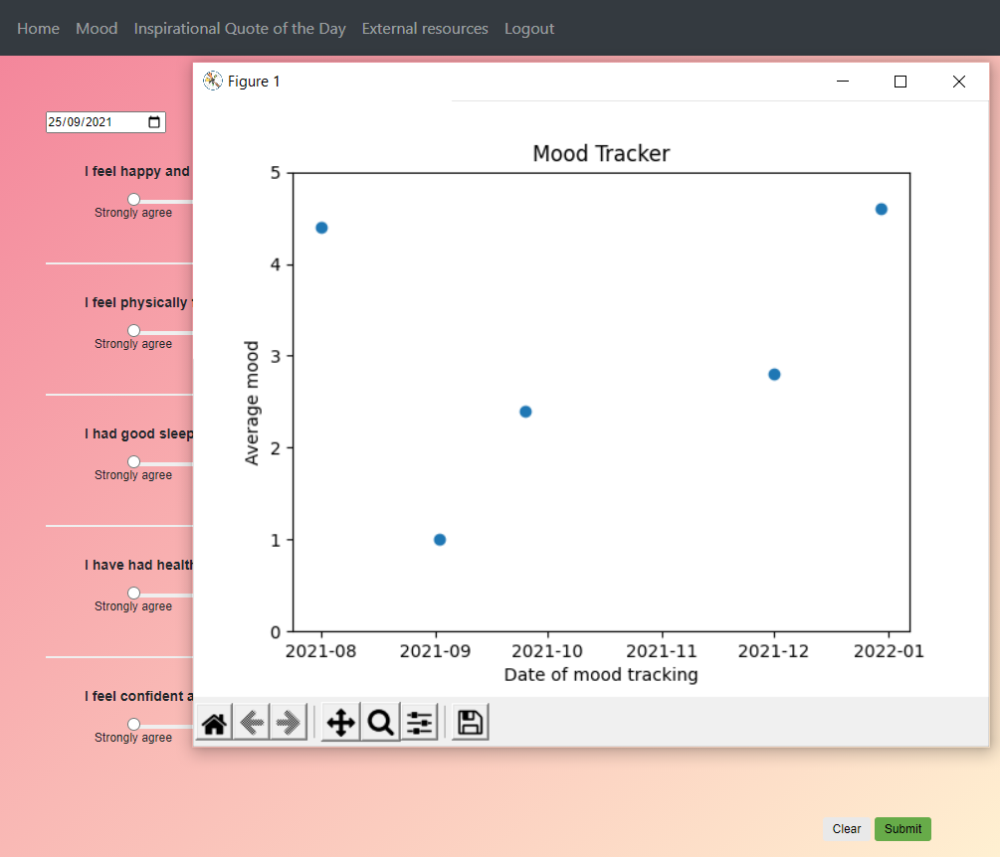 Home Mood Inspirational Quote of the Day External resources Logout
Figure 1
25/09/2021
I feel happy and
Strongly agree
I feel physically
Strongly agree
I had good sleep
Strongly agree
I have had health
Strongly agree
I feel confident a
Strongly agree
Mood Tracker
5
4
3
2
1
0
Average mood
2021-08 2021-09 2021-10 2021-11 2021-12 2022-01
Date of mood tracking
Clear Submit